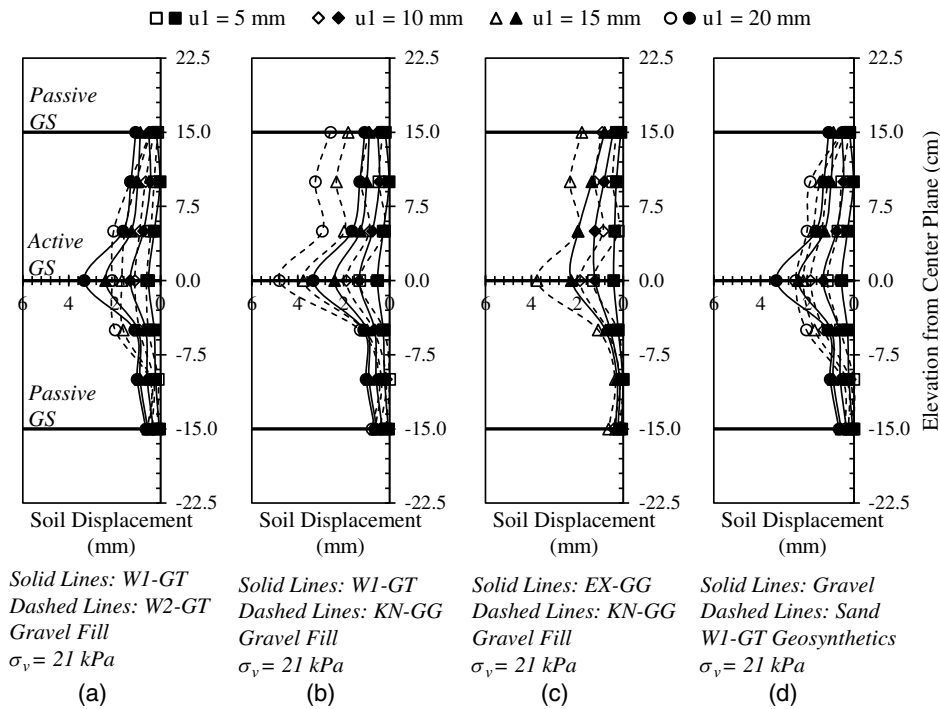 u1 = 5 mm u1 = 10 mm u1 = 15 mm u1 = 20 mm
22.5 22.5 22.5 22.5
Passive
GS
15.0 15.0 15.0 15.0
7.5 7.5 7.5 7.5
Active
GS
0.0 0.0 0.0 0.0
6 4 2 0 6 4 2 0 6 4 2 0 6 4 2 0
-7.5 -7.5 -7.5 -7.5
Passive
GS
-15.0 -15.0 -15.0 -15.0
-22.5 -22.5 -22.5 -22.5
Elevation from Center Plane (cm)
Soil Displacement
(mm)
Soil Displacement
(mm)
Soil Displacement
(mm)
Soil Displacement
(mm)
Solid Lines: W1-GT
Dashed Lines: W2-GT
Gravel Fill
σv = 21 kPa
(a)
Solid Lines: W1-GT
Dashed Lines: KN-GG
Gravel Fill
σv = 21 kPa
(b)
Solid Lines: EX-GG
Dashed Lines: KN-GG
Gravel Fill
σv = 21 kPa
(c)
Solid Lines: Gravel
Dashed Lines: Sand
W1-GT Geosynthetics
σv = 21 kPa
(d)